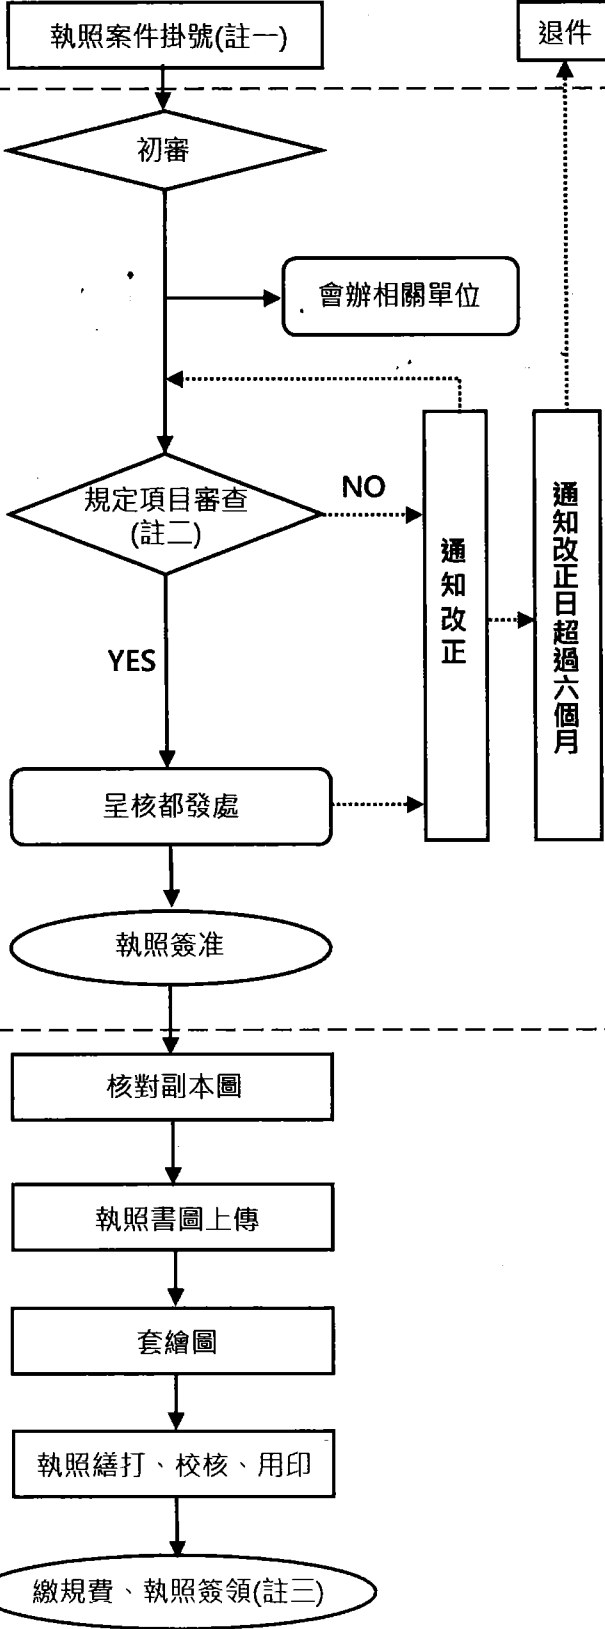 執照案件掛號(註一)
退件
初審
會辦相關單位
規定項目審查
(註二)
NO
通知改正
通知改正日超過六個月
YES
呈核都發處
執照簽准
核對副本圖
執照書圖上傳
套繪圖
執照繕打、校核、用印
繳規費、執照簽領(註三)